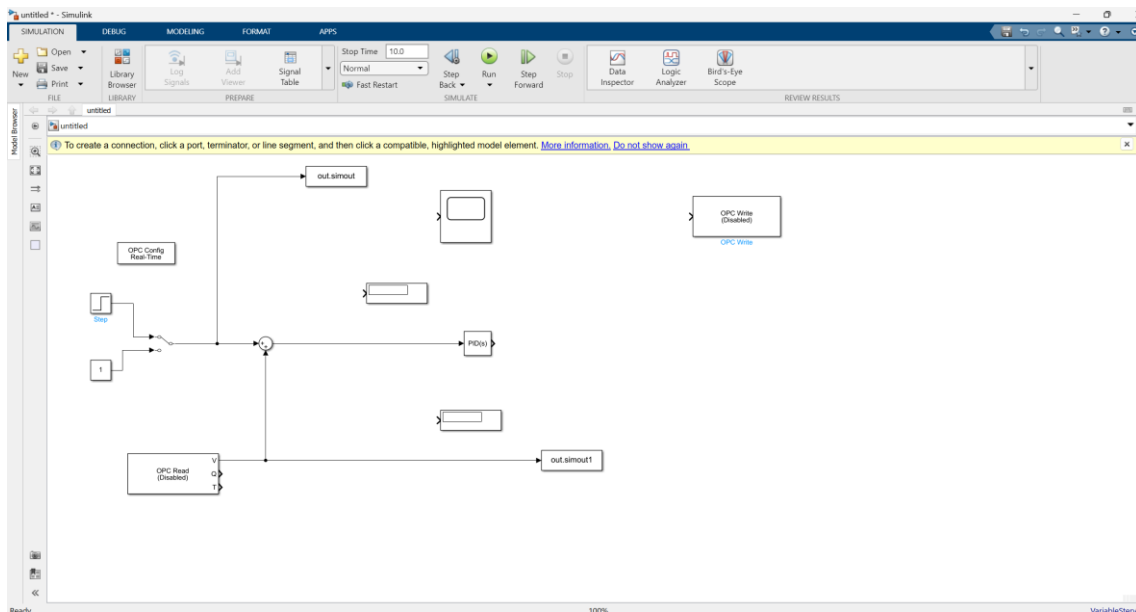 untitled * - Simulink
SIMULATION DEBUG MODELING FORMAT APPS
New
Open
Save
Print
FILE
Library Browser
LIBRARY
Log Signals
Add Viewer
Signal Table
PREPARE
Stop Time 10.0
Normal
Fast Restart
Step Back
Run
Step Forward
Stop
SIMULATE
Data Inspector
Logic Analyzer
Bird's-Eye Scope
REVIEW RESULTS
Model Browser
untitled
untitled
To create a connection, click a port, terminator, or line segment, and then click a compatible, highlighted model element. More information. Do not show again
out.simout
OPC Write
(Disabled)
OPC Write
OPC Config
Real-Time
Step
PID(s)
1
OPC Read
(Disabled)
V
Q
T
out.simout1
Ready 100% VariableStep